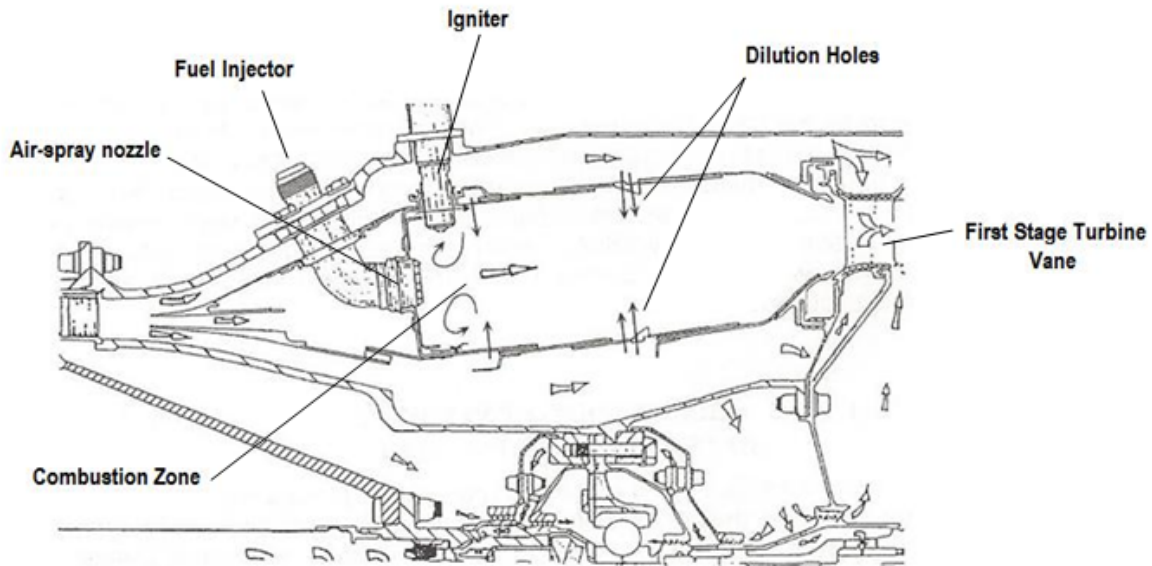 Igniter
Fuel Injector
Dilution Holes
Air-spray nozzle
First Stage Turbine
Vane
Combustion Zone